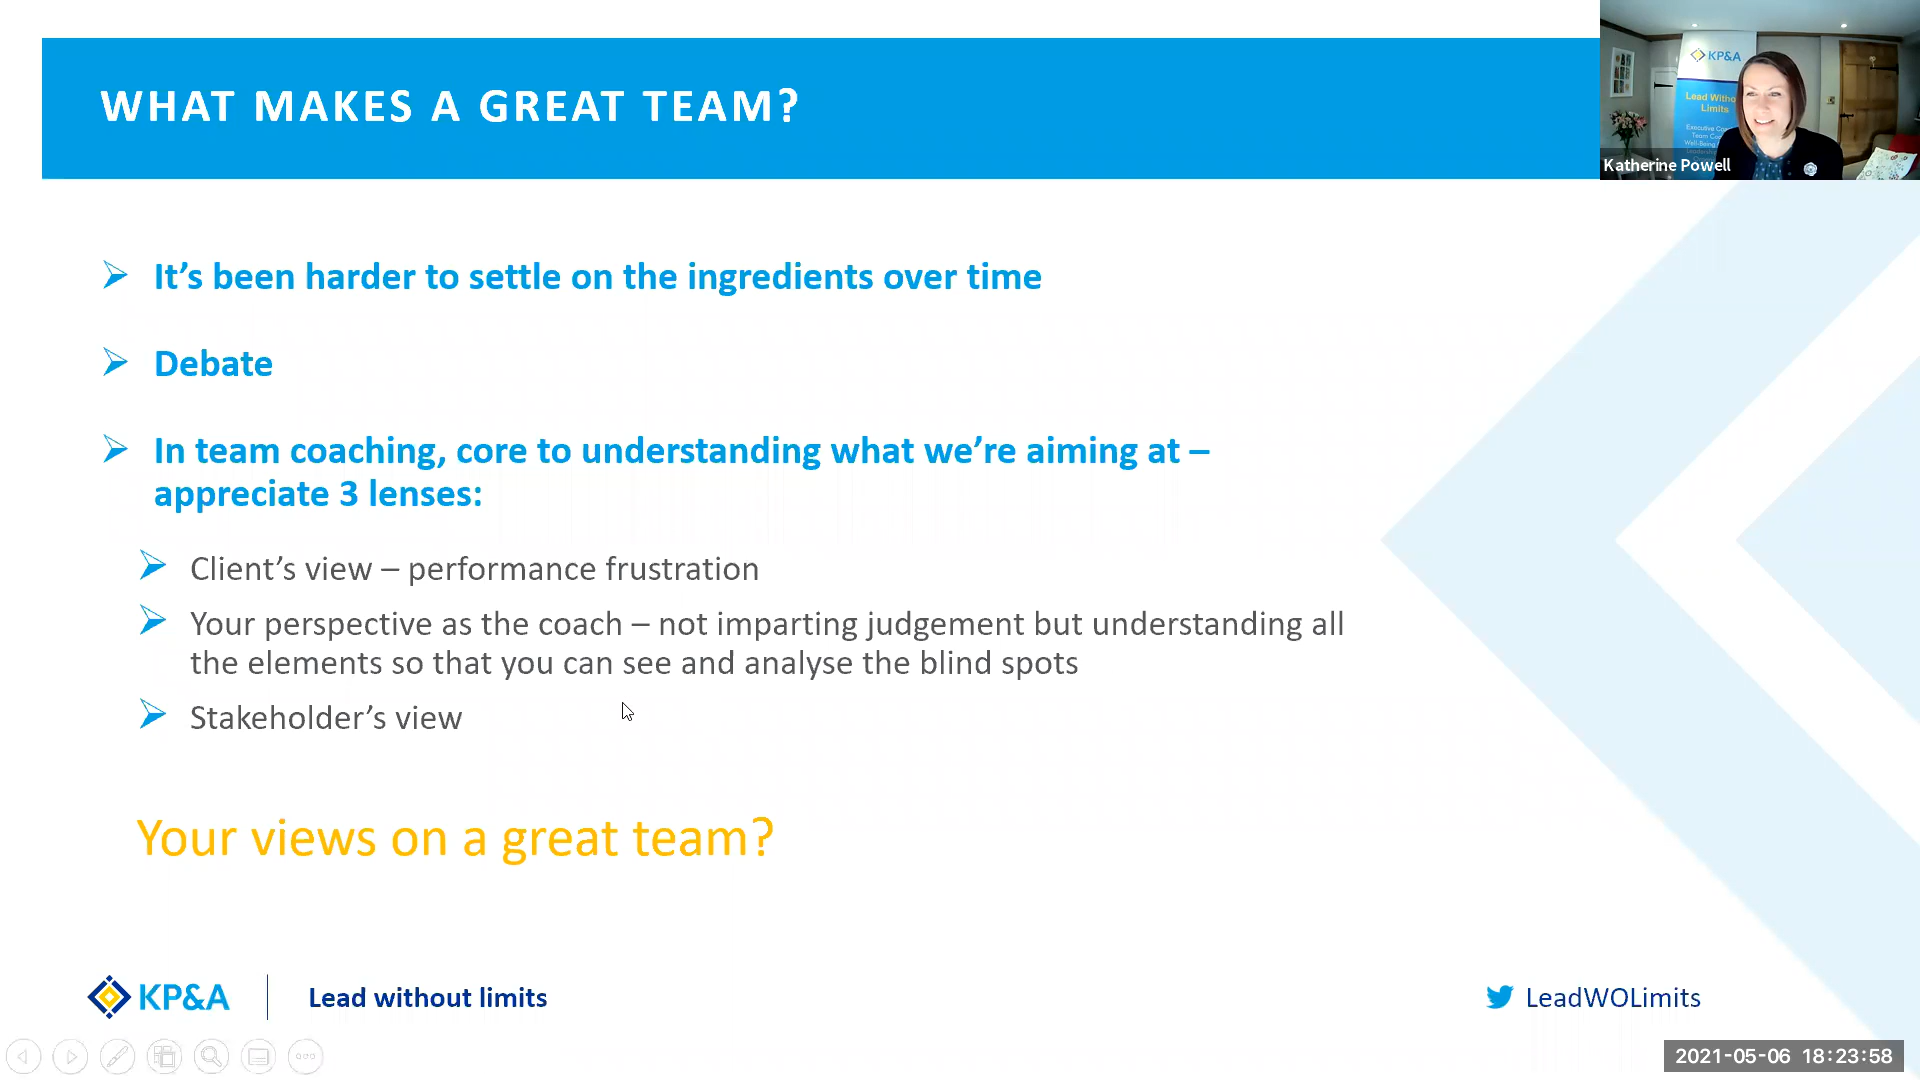 WHAT MAKES A GREAT TEAM?
KP&A
Lead Witho
Limits
Katherine Powell
It’s been harder to settle on the ingredients over time
Debate
In team coaching, core to understanding what we’re aiming at –
appreciate 3 lenses:
Client’s view – performance frustration
Your perspective as the coach – not imparting judgement but understanding all
the elements so that you can see and analyse the blind spots
Stakeholder’s view
Your views on a great team?
KP&A
Lead without limits
LeadWOLimits
2021-05-06 18:23:58